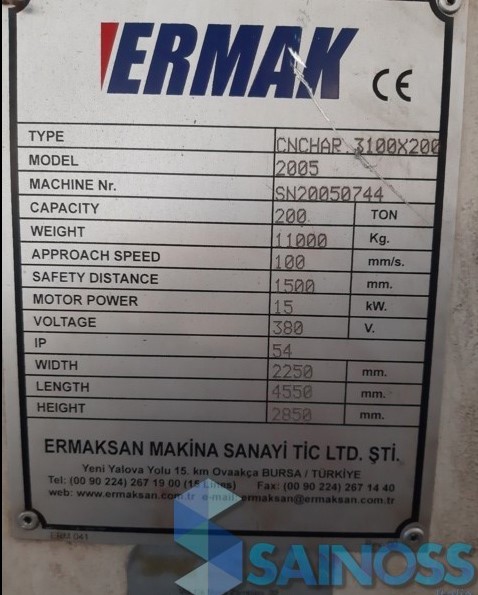 ERMAK CE
TYPE CNCHAP 3100X200
MODEL 2005
MACHINE Nr. SN20050744
CAPACITY 200 TON
WEIGHT 11000 Kg.
APPROACH SPEED 100 mm/s.
SAFETY DISTANCE 1500 mm.
MOTOR POWER 15 kW.
VOLTAGE 380 V.
IP 54
WIDTH 2250 mm.
LENGTH 4550 mm.
HEIGHT 2850 mm.
ERMAKSAN MAKİNA SANAYİ TİC LTD. ŞTİ.
Yeni Yalova Yolu 15. km Ovaakça BURSA / TÜRKİYE
Tel: (00 90 224) 267 19 00 (15 Lines) Fax: (00 90 224) 267 14 40
web: www.ermaksan.com.tr e-mail:ermaksan@ermaksan.com.tr
ERM 041
SAINOSS